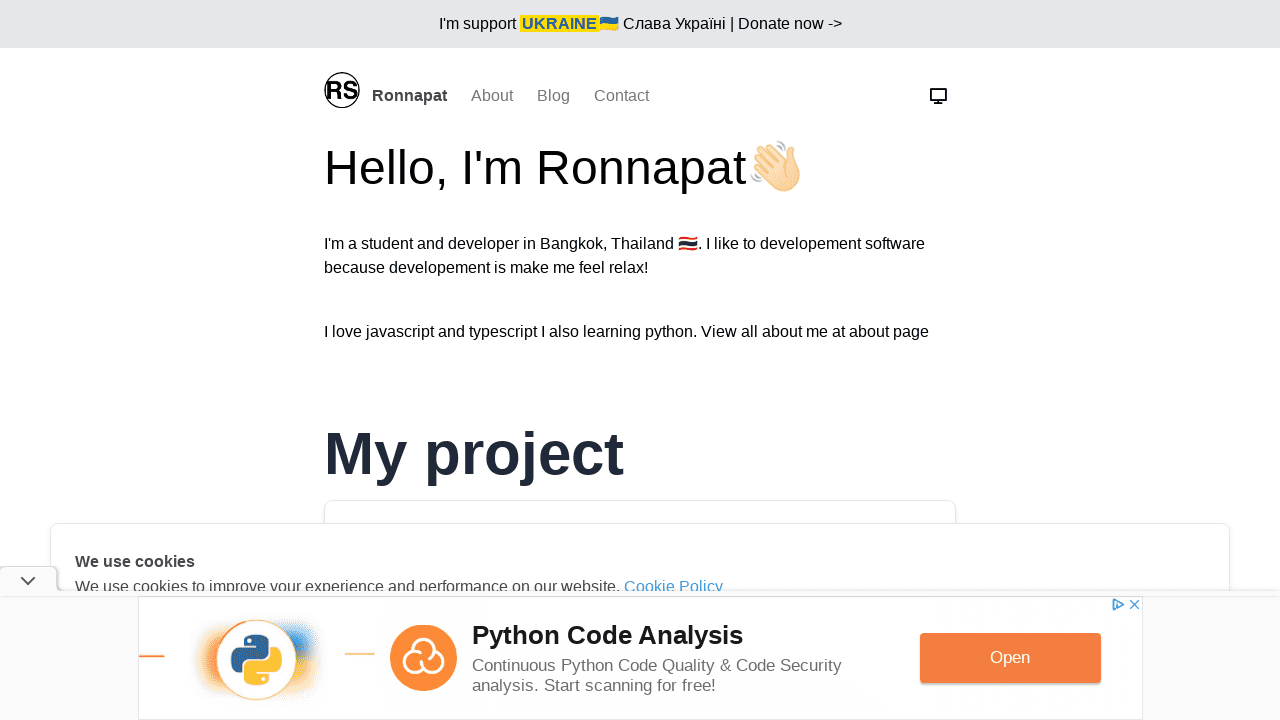 I'm support UKRAINE🇺🇦 Слава Україні | Donate now ->
RS Ronnapat About Blog Contact
Hello, I'm Ronnapat👋🏻
I'm a student and developer in Bangkok, Thailand 🇹🇭. I like to developement software
because developement is make me feel relax!
I love javascript and typescript I also learning python. View all about me at about page
My project
We use cookies
We use cookies to improve your experience and performance on our website. Cookie Policy
Python Code Analysis
Continuous Python Code Quality & Code Security
analysis. Start scanning for free!
Open